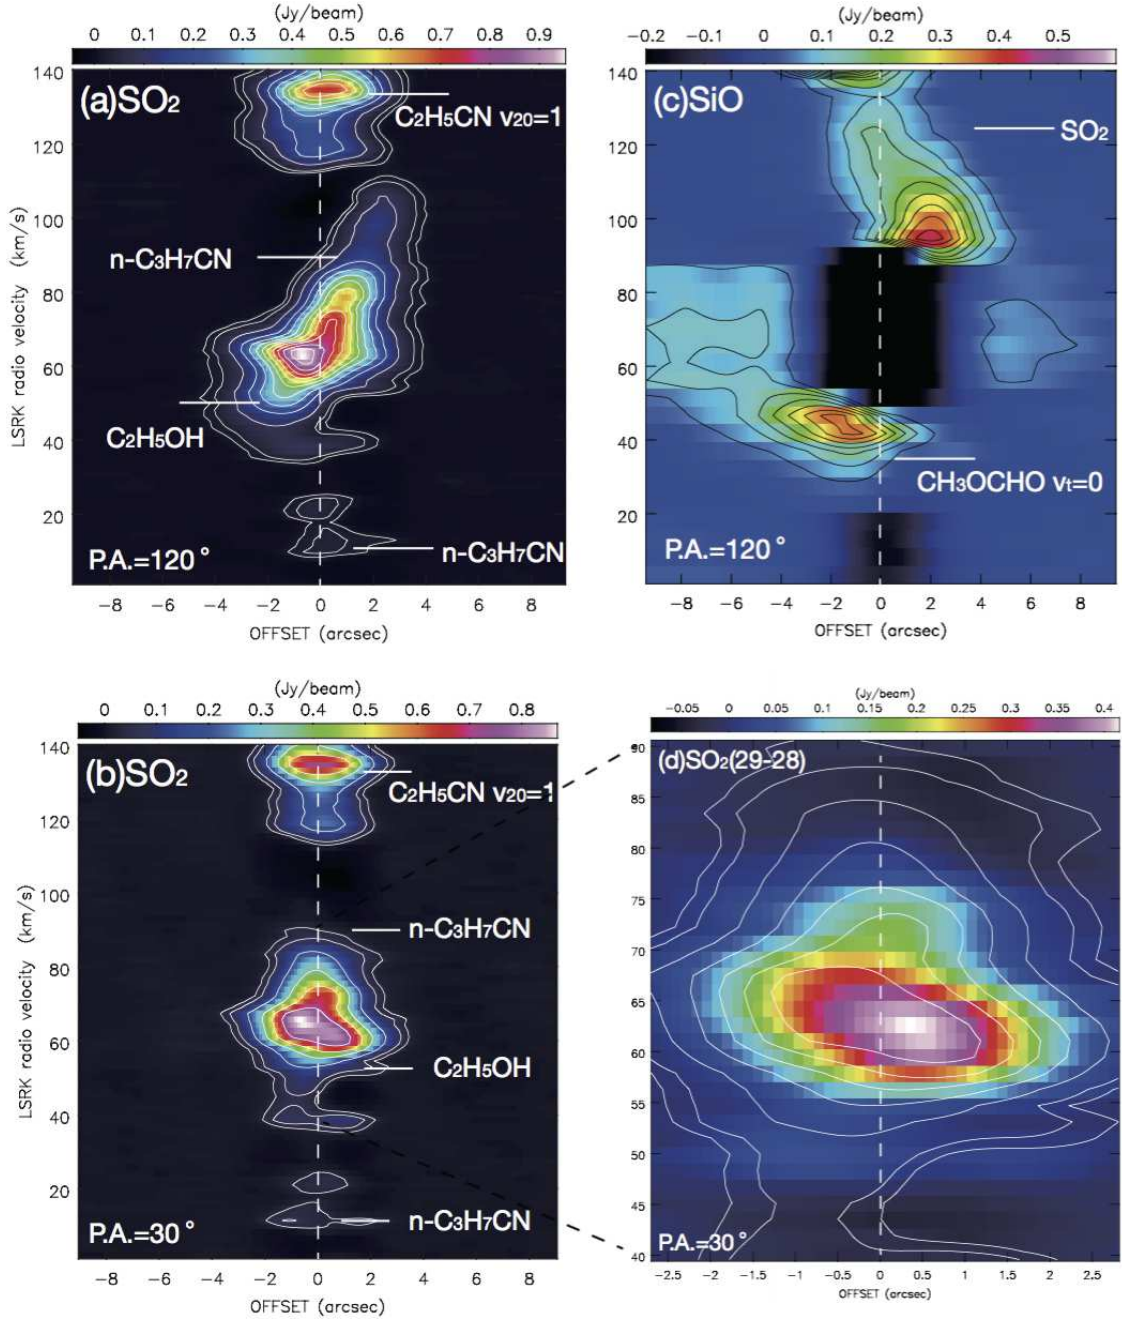 (Jy/beam)
0 0.1 0.2 0.3 0.4 0.5 0.6 0.7 0.8 0.9
(a)SO2
C2H5CN v20=1
n-C3H7CN
C2H5OH
n-C3H7CN
P.A.=120°
140
120
100
80
60
40
20
LSRK radio velocity (km/s)
−8 −6 −4 −2 0 2 4 6 8
OFFSET (arcsec)
(Jy/beam)
−0.2 −0.1 0 0.1 0.2 0.3 0.4 0.5
(c)SiO
SO2
CH3OCHO vt=0
P.A.=120°
140
120
100
80
60
40
20
−8 −6 −4 −2 0 2 4 6 8
OFFSET (arcsec)
(Jy/beam)
0 0.1 0.2 0.3 0.4 0.5 0.6 0.7 0.8
(b)SO2
C2H5CN v20=1
n-C3H7CN
C2H5OH
n-C3H7CN
P.A.=30°
140
120
100
80
60
40
20
LSRK radio velocity (km/s)
−8 −6 −4 −2 0 2 4 6 8
OFFSET (arcsec)
(Jy/beam)
−0.05 0 0.05 0.1 0.15 0.2 0.25 0.3 0.35 0.4
(d)SO2(29-28)
P.A.=30°
90
85
80
75
70
65
60
55
50
45
40
−2.5 −2 −1.5 −1 −0.5 0 0.5 1 1.5 2 2.5
OFFSET (arcsec)